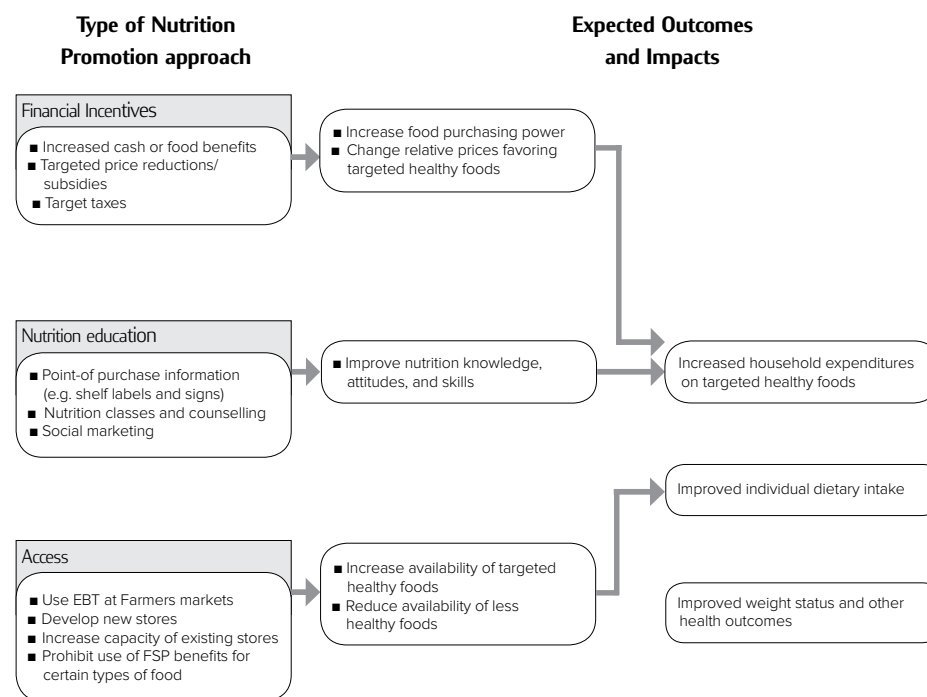 Type of Nutrition
Promotion approach
Expected Outcomes
and Impacts
Financial Incentives
■ Increased cash or food benefits
■ Targeted price reductions/
subsidies
■ Target taxes
■ Increase food purchasing power
■ Change relative prices favoring
targeted healthy foods
Nutrition education
■ Point-of purchase information
(e.g. shelf labels and signs)
■ Nutrition classes and counselling
■ Social marketing
■ Improve nutrition knowledge,
attitudes, and skills
Increased household expenditures
on targeted healthy foods
Improved individual dietary intake
Access
■ Use EBT at Farmers markets
■ Develop new stores
■ Increase capacity of existing stores
■ Prohibit use of FSP benefits for
certain types of food
■ Increase availability of targeted
healthy foods
■ Reduce availability of less
healthy foods
Improved weight status and other
health outcomes